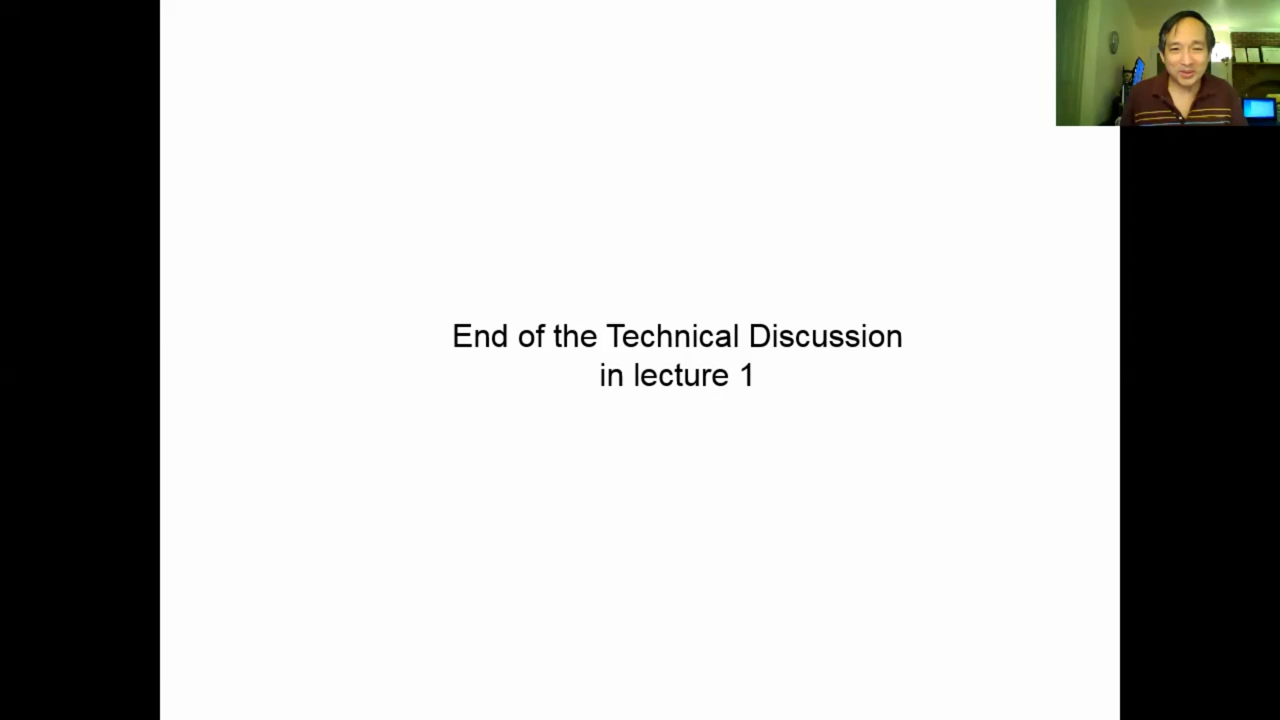 End of the Technical Discussion
in lecture 1